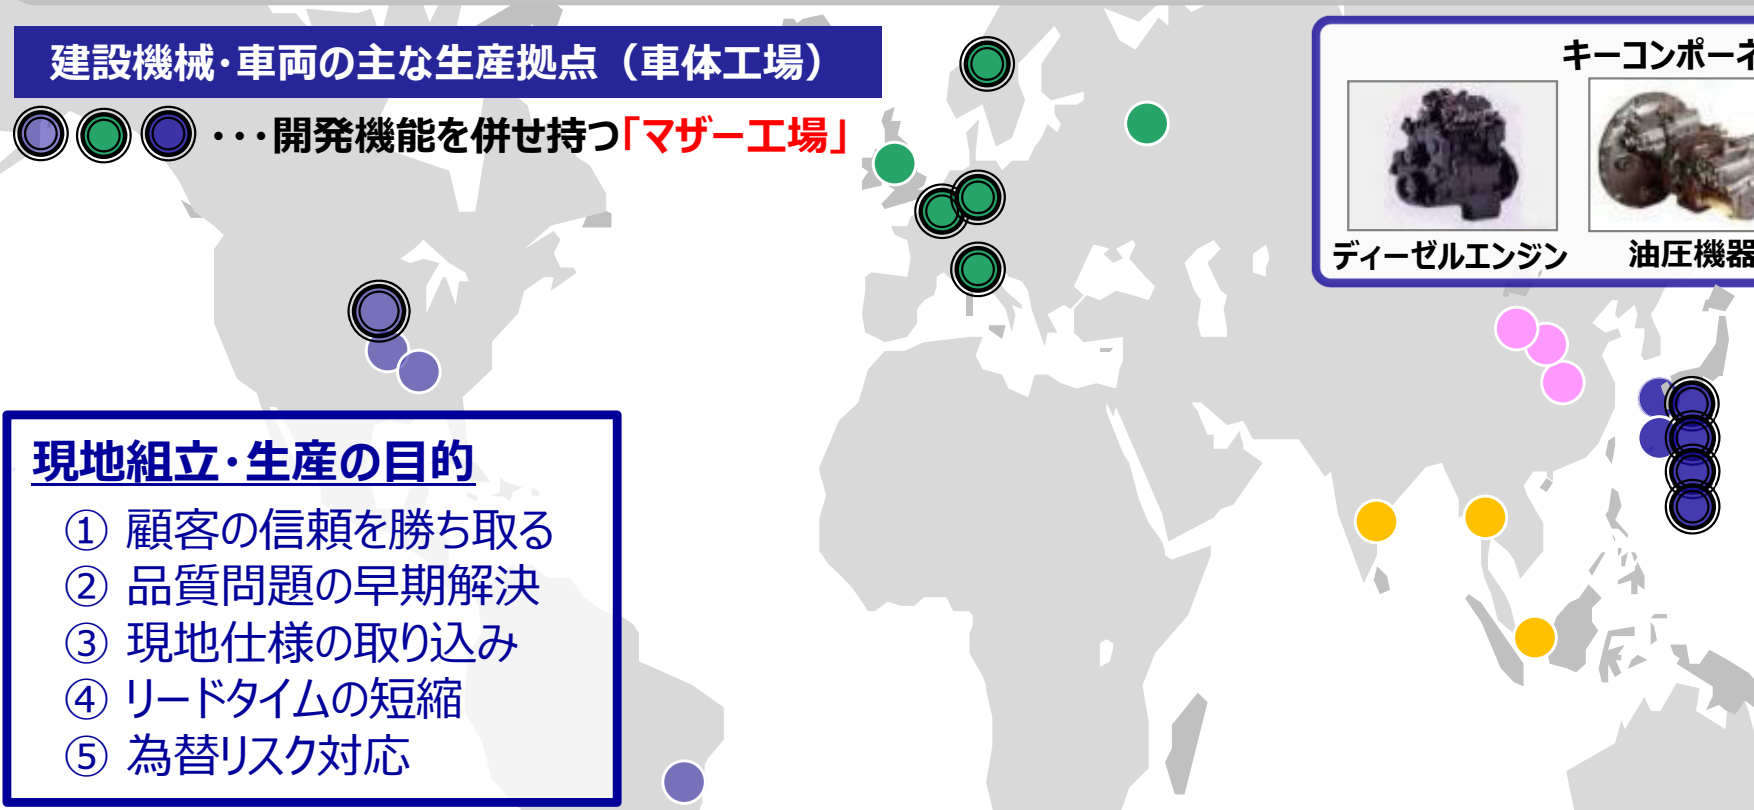 建設機械・車両の主な生産拠点（車体工場）
・・・開発機能を併せ持つ「マザー工場」
キーコンポーネ
ディーゼルエンジン
油圧機器
現地組立・生産の目的
① 顧客の信頼を勝ち取る
② 品質問題の早期解決
③ 現地仕様の取り込み
④ リードタイムの短縮
⑤ 為替リスク対応